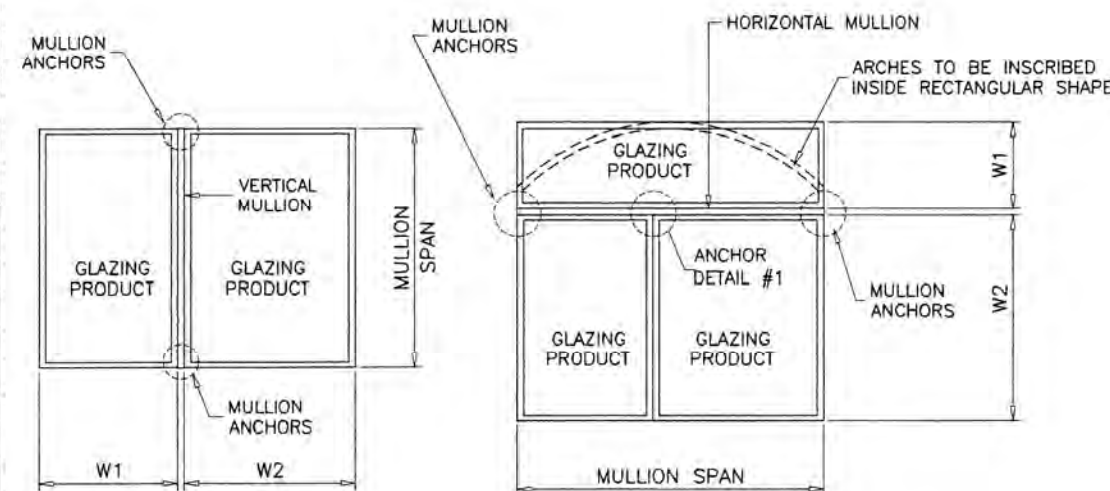 MULLION
ANCHORS
VERTICAL
MULLION
GLAZING
PRODUCT
GLAZING
PRODUCT
MULLION
SPAN
MULLION
ANCHORS
W1
W2
MULLION
ANCHORS
HORIZONTAL MULLION
ARCHES TO BE INSCRIBED
INSIDE RECTANGULAR SHAPE
GLAZING
PRODUCT
W1
ANCHOR
DETAIL #1
MULLION
ANCHORS
GLAZING
PRODUCT
GLAZING
PRODUCT
W2
MULLION SPAN